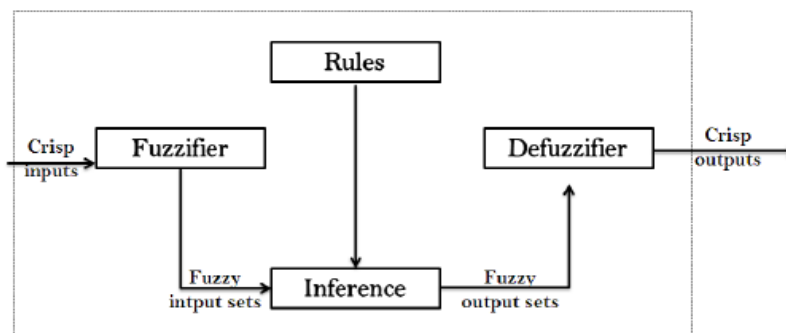 Rules
Crisp
inputs
Fuzzifier
Defuzzifier
Crisp
outputs
Fuzzy
intput sets
Inference
Fuzzy
output sets